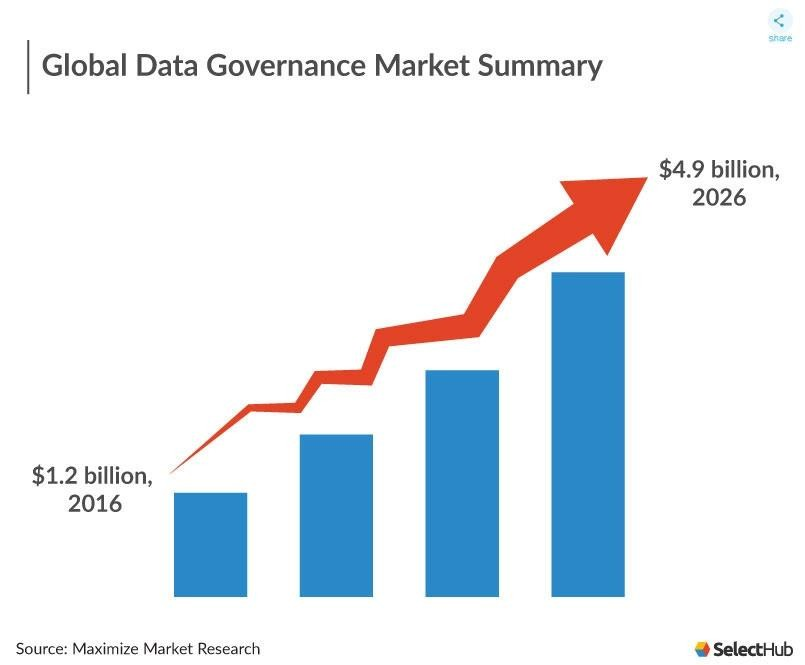 share
Global Data Governance Market Summary
$4.9 billion,
2026
$1.2 billion,
2016
Source: Maximize Market Research
SelectHub